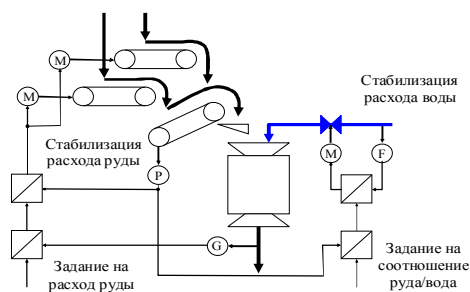 М
М
Стабилизация
расхода воды
Стабилизация
расхода руды
М
F
P
G
Задание на
расход руды
Задание на
соотношение
руда/вода